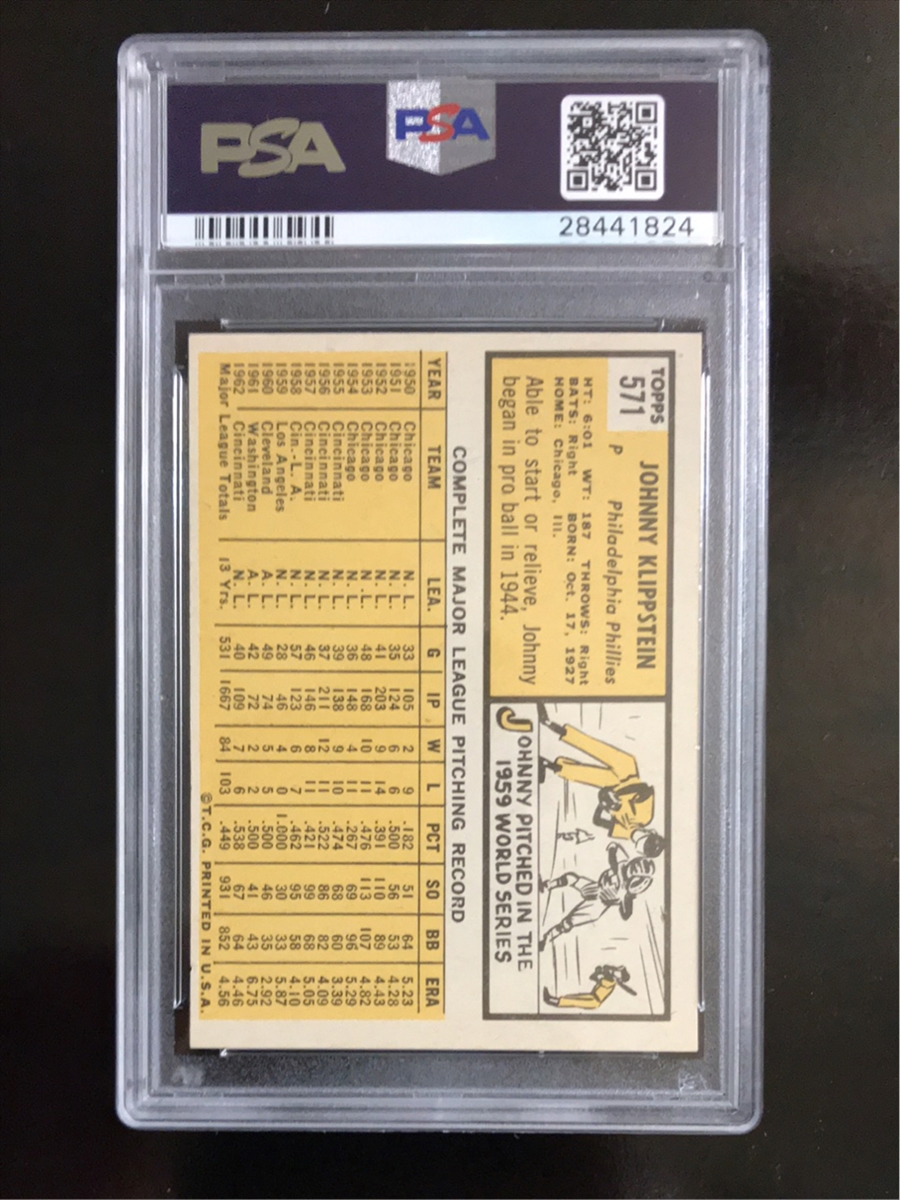 PSA
PSA
28441824
TOPPS
571
JOHNNY KLIPPSTEIN
P Philadelphia Phillies
HT: 6:01 WT: 187 THROWS: Right
BATS: Right BORN: Oct. 17, 1927
HOME: Chicago, Ill.
Able to start or relieve, Johnny
began in pro ball in 1944.
JOHNNY PITCHED IN THE
1959 WORLD SERIES
COMPLETE MAJOR LEAGUE PITCHING RECORD
YEAR TEAM LEA. G IP W L PCT SO BB ERA
1950 Chicago N. L. 33 105 2 9 .182 51 64 5.23
1951 Chicago N. L. 35 124 6 6 .500 56 53 4.28
1952 Chicago N. L. 41 203 9 14 .391 110 89 4.43
1953 Chicago N. L. 48 168 10 11 .476 113 107 4.82
1954 Chicago N. L. 36 148 4 11 .267 69 96 5.29
1955 Cincinnati N. L. 39 138 9 10 .474 68 60 3.39
1956 Cincinnati N. L. 37 211 12 11 .522 86 82 4.09
1957 Cincinnati N. L. 46 146 8 11 .421 99 68 5.05
1958 Cin.-L. A. N. L. 57 123 6 7 .462 95 58 4.10
1959 Los Angeles N. L. 28 46 4 0 1.000 30 33 5.87
1960 Cleveland A. L. 49 74 5 5 .500 46 33 2.92
1961 Washington A. L. 42 72 2 2 .500 41 43 6.75
1962 Cincinnati N. L. 40 109 7 6 .538 67 64 4.46
Major League Totals 13 Yrs. 531 1667 84 103 .449 931 852 4.56
©T.C.G. PRINTED IN U.S.A.